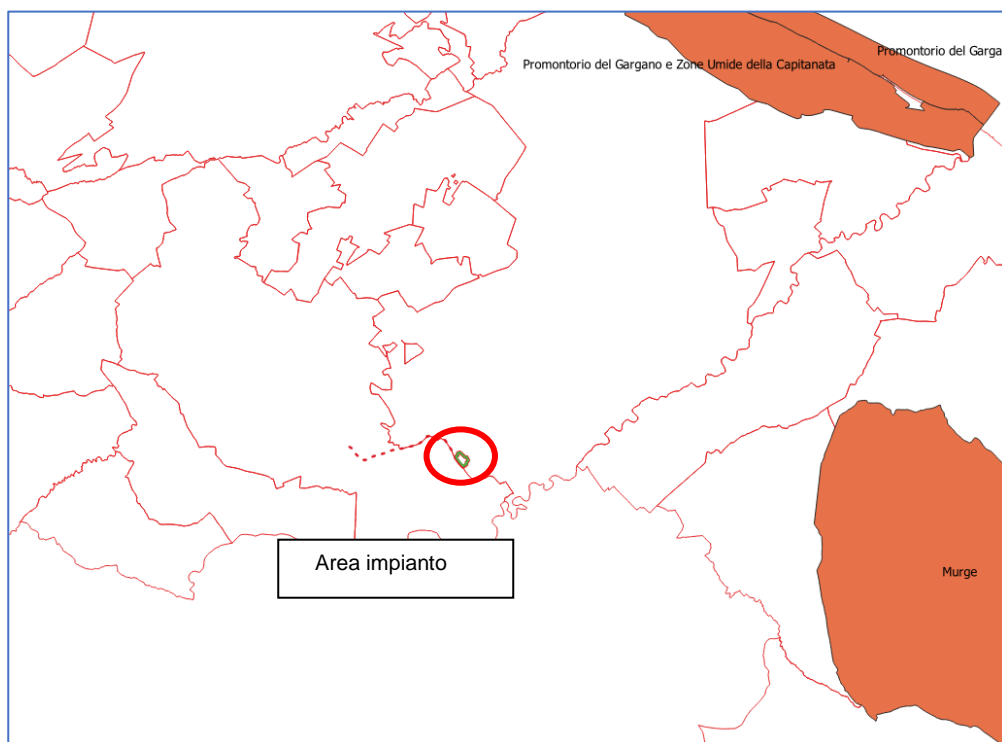 Promontorio del Garga
Promontorio del Gargano e Zone Umide della Capitanata
Area impianto
Murge